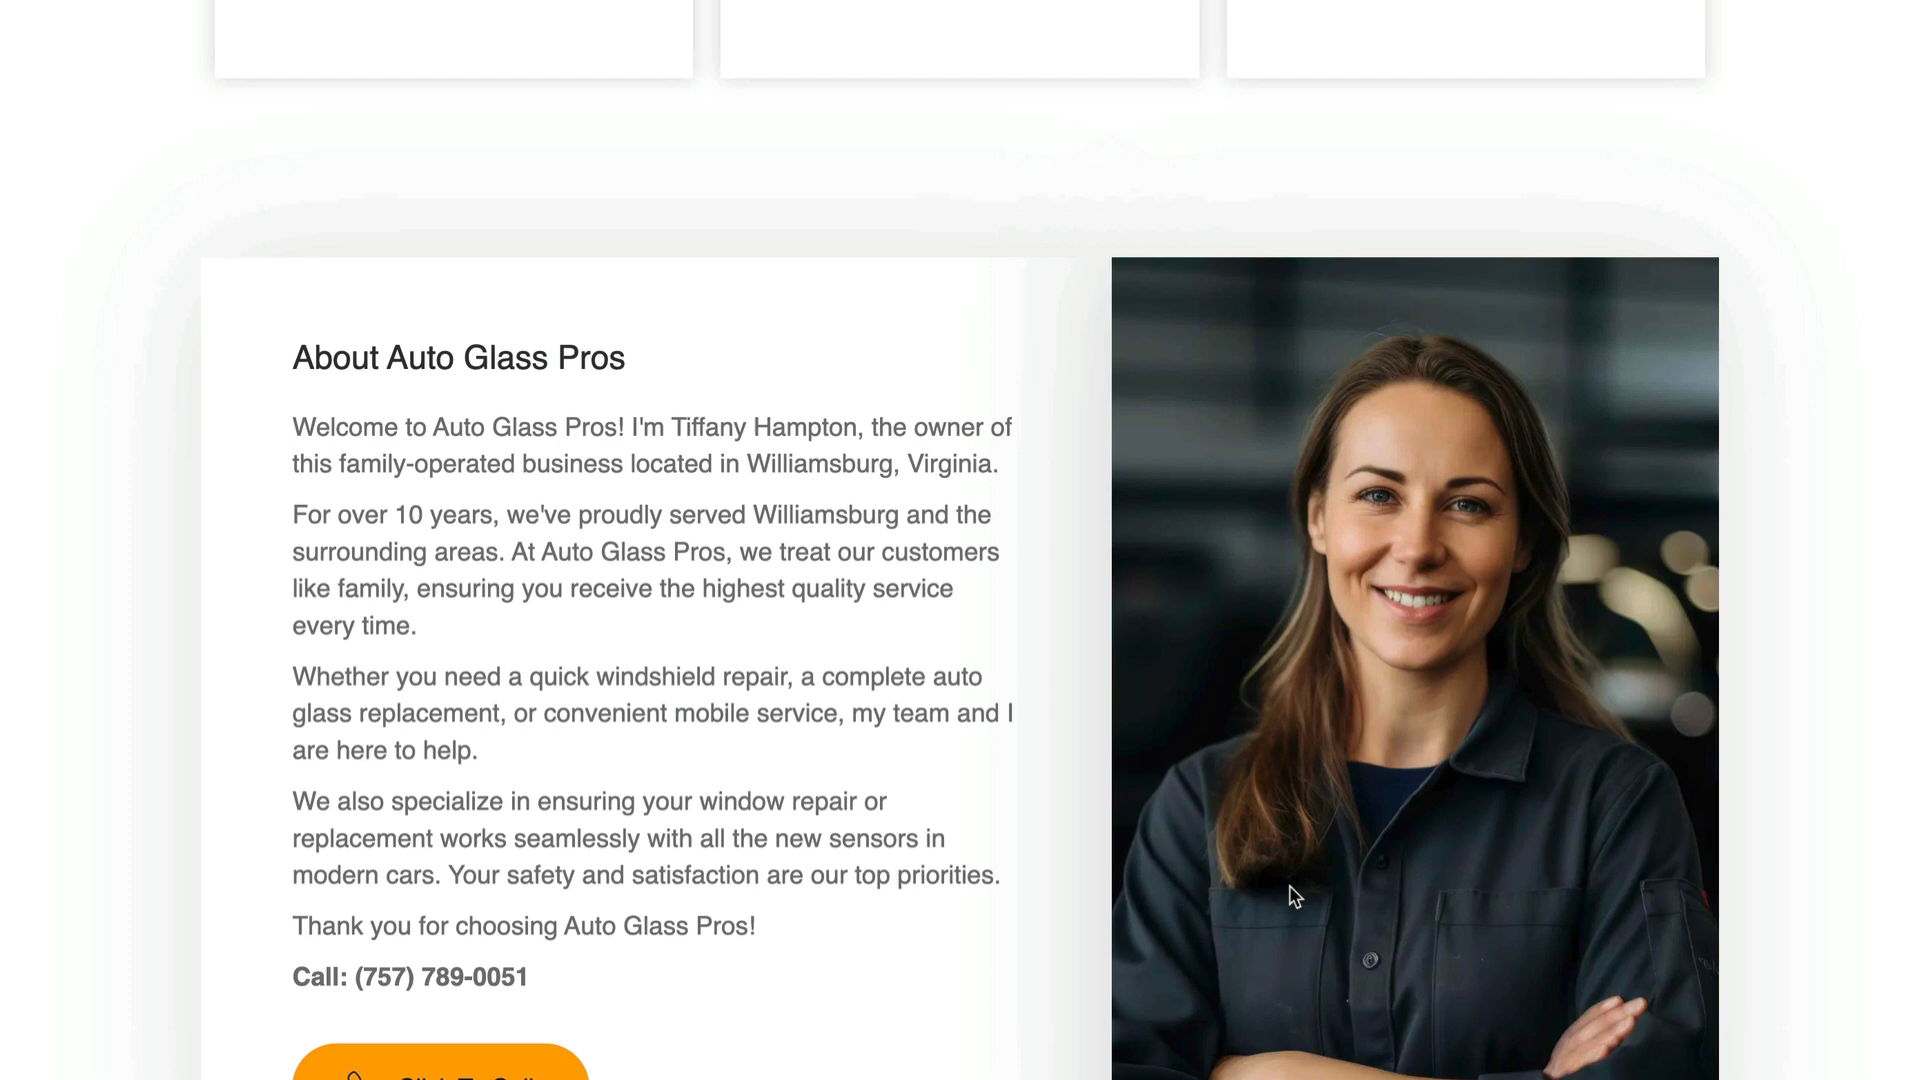 About Auto Glass Pros
Welcome to Auto Glass Pros! I'm Tiffany Hampton, the owner of
this family-operated business located in Williamsburg, Virginia.
For over 10 years, we've proudly served Williamsburg and the
surrounding areas. At Auto Glass Pros, we treat our customers
like family, ensuring you receive the highest quality service
every time.
Whether you need a quick windshield repair, a complete auto
glass replacement, or convenient mobile service, my team and I
are here to help.
We also specialize in ensuring your window repair or
replacement works seamlessly with all the new sensors in
modern cars. Your safety and satisfaction are our top priorities.
Thank you for choosing Auto Glass Pros!
Call: (757) 789-0051